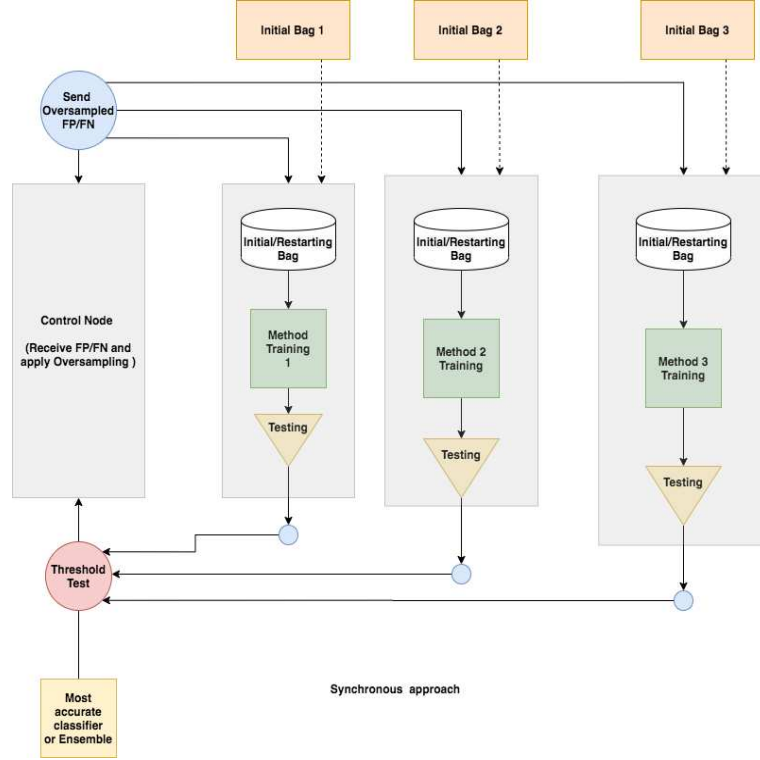 Initial Bag 1
Initial Bag 2
Initial Bag 3
Send
Oversampled
FP/FN
Control Node
(Receive FP/FN and
apply Oversampling )
Initial/Restarting
Bag
Method
Training
1
Testing
Initial/Restarting
Bag
Method 2
Training
Testing
Initial/Restarting
Bag
Method 3
Training
Testing
Threshold
Test
Most
accurate
classifier
or Ensemble
Synchronous approach